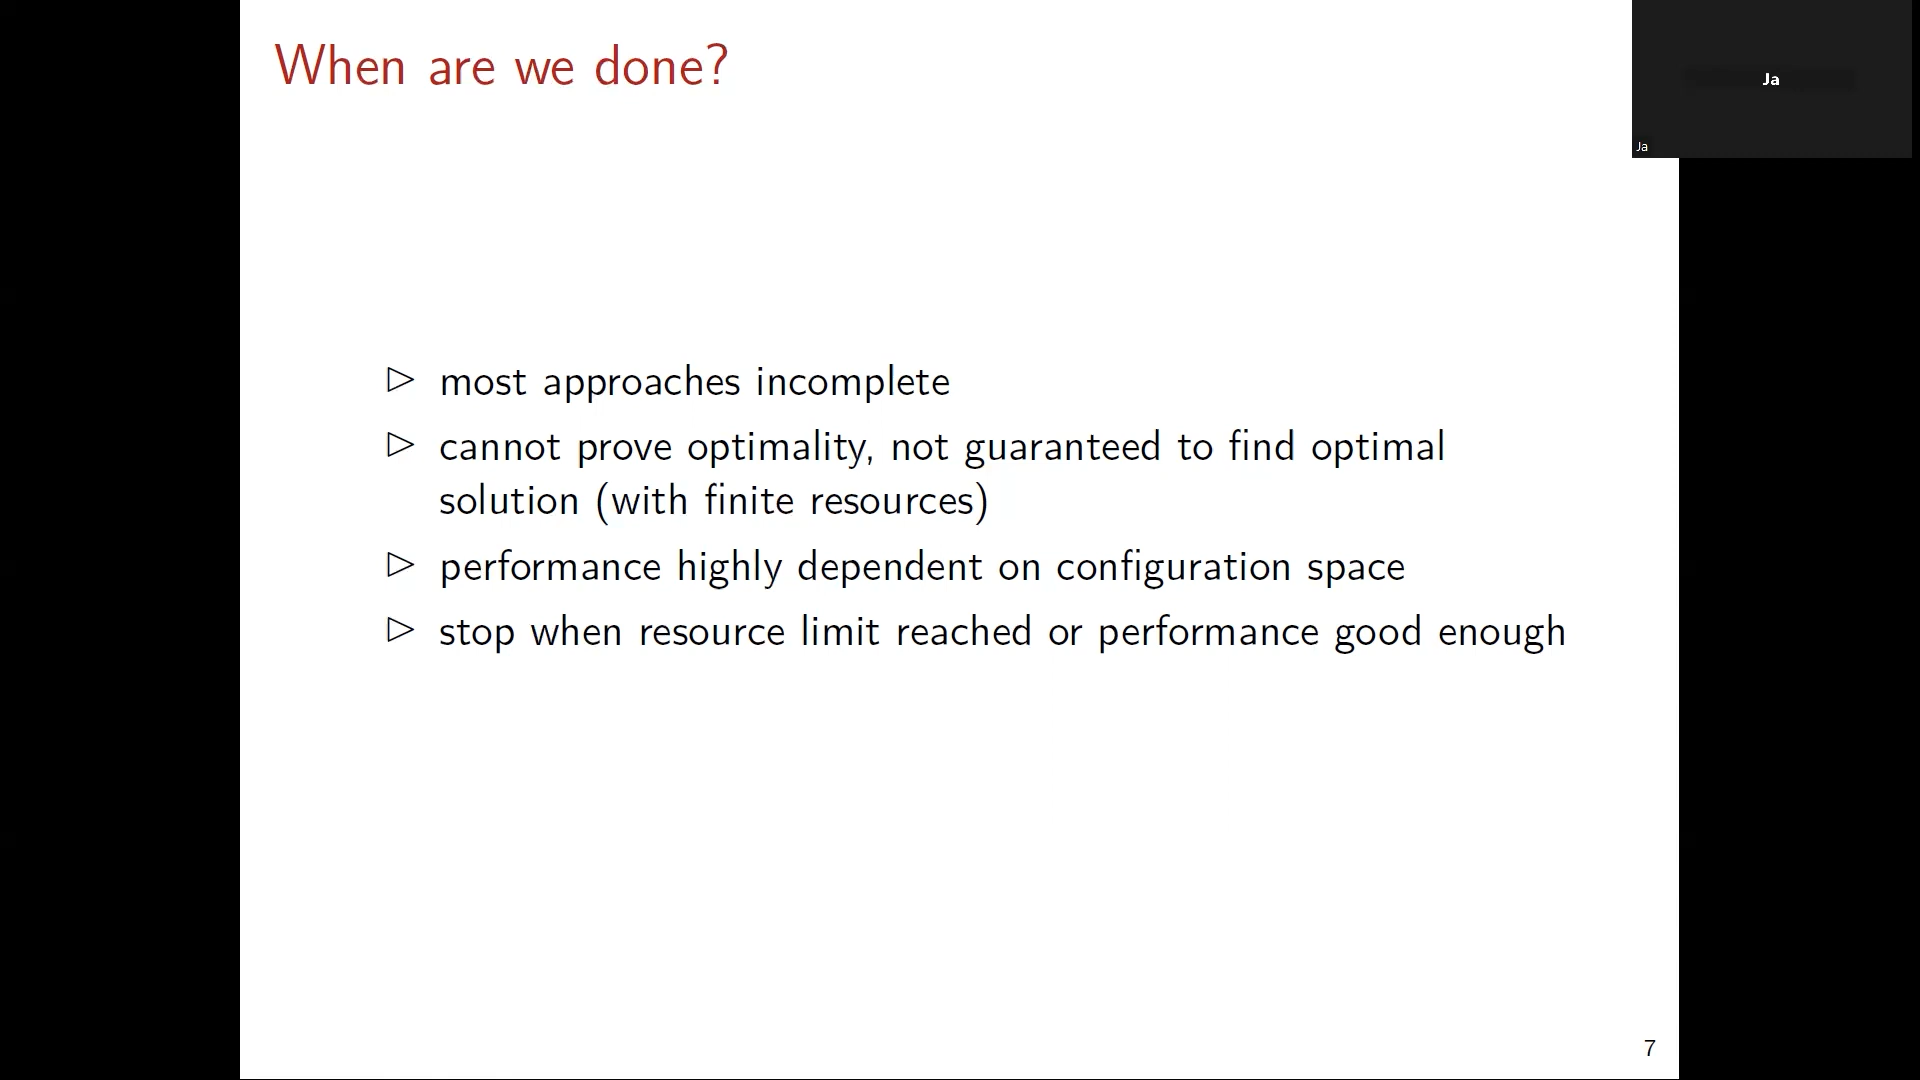 When are we done?
Ja
Ja
▷ most approaches incomplete
▷ cannot prove optimality, not guaranteed to find optimal
solution (with finite resources)
▷ performance highly dependent on configuration space
▷ stop when resource limit reached or performance good enough
7